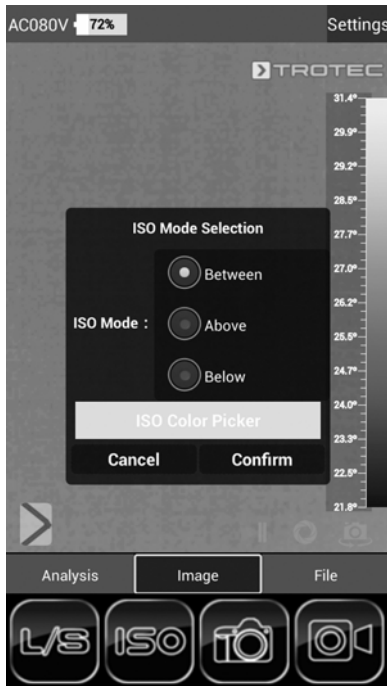 AC080V 72% Settings
TROTEC
31.4°
29.9°
29.2°
28.5°
ISO Mode Selection
27.7°
Between
27.0°
26.2°
ISO Mode :
Above
25.5°
Below
24.7°
24.0°
ISO Color Picker
23.3°
Cancel Confirm
22.5°
21.8°
Analysis Image File
L/S ISO